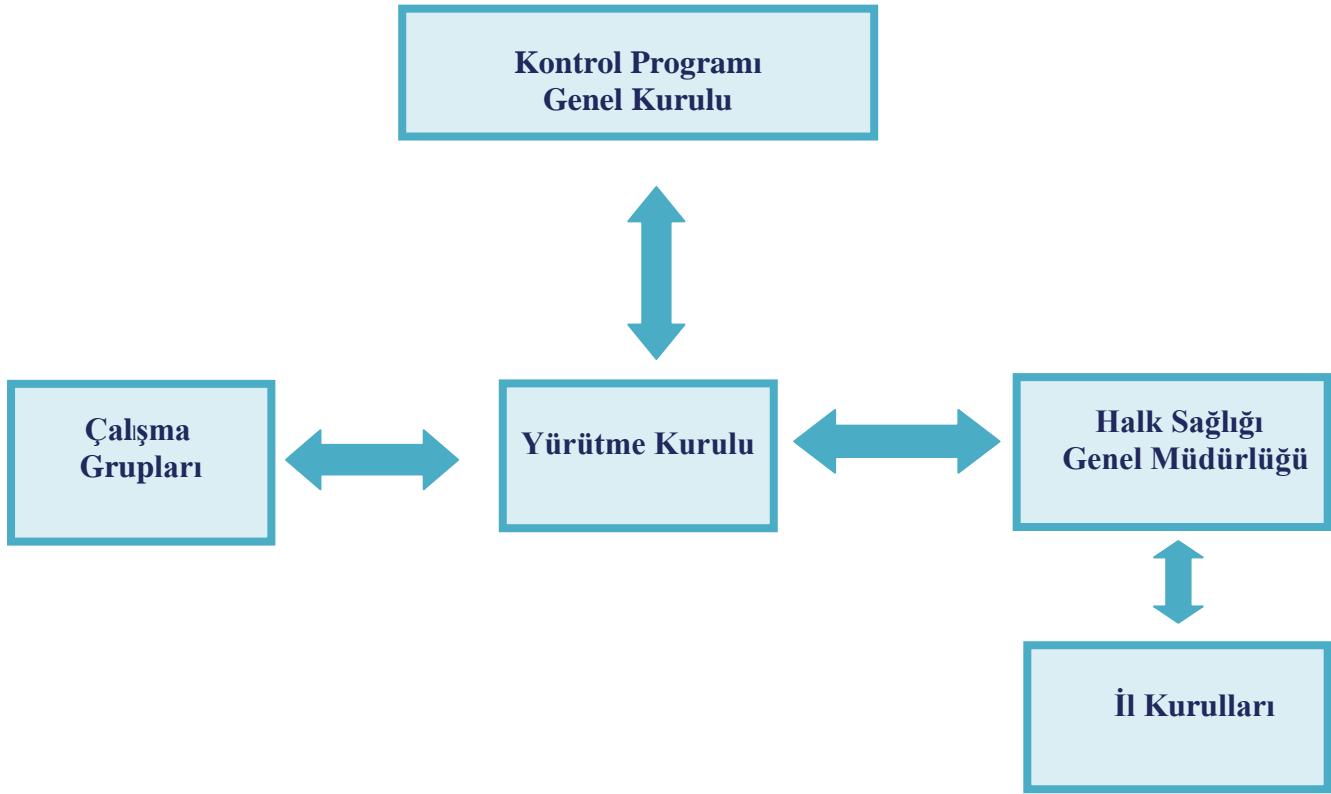 Kontrol Programı
Genel Kurulu
Çalışma
Grupları
Yürütme Kurulu
Halk Sağlığı
Genel Müdürlüğü
İl Kurulları